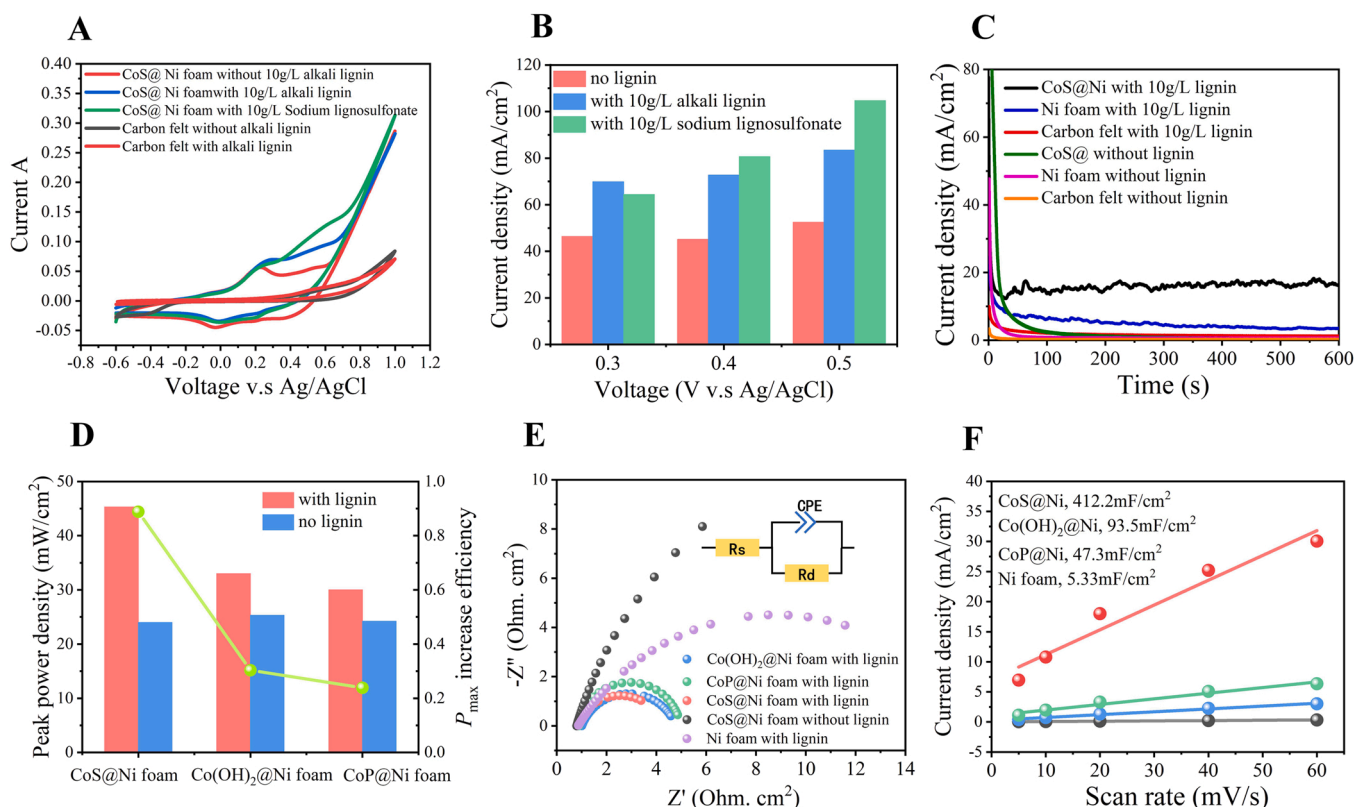 A
0.40
0.35
0.30
0.25
0.20
0.15
0.10
0.05
0.00
-0.05
Current A
CoS@ Ni foam without 10g/L alkali lignin
CoS@ Ni foamwith 10g/L alkali lignin
CoS@ Ni foam with 10g/L Sodium lignosulfonate
Carbon felt without alkali lignin
Carbon felt with alkali lignin
-0.8 -0.6 -0.4 -0.2 0.0 0.2 0.4 0.6 0.8 1.0 1.2
Voltage v.s Ag/AgCl
B
120
100
80
60
40
20
0
Current density (mA/cm²)
no lignin
with 10g/L alkali lignin
with 10g/L sodium lignosulfonate
0.3 0.4 0.5
Voltage (V v.s Ag/AgCl)
C
80
60
40
20
0
Current density (mA/cm²)
CoS@Ni with 10g/L lignin
Ni foam with 10g/L lignin
Carbon felt with 10g/L lignin
CoS@ without lignin
Ni foam without lignin
Carbon felt without lignin
0 100 200 300 400 500 600
Time (s)
D
50
40
30
20
10
0
Peak power density (mW/cm²)
with lignin
no lignin
1.0
0.8
0.6
0.4
0.2
0.0
Pmax increase efficiency
CoS@Ni foam Co(OH)₂@Ni foam CoP@Ni foam
E
10
8
6
4
2
0
-Z" (Ohm. cm²)
CPE
Rs
Rd
Co(OH)₂@Ni foam with lignin
CoP@Ni foam with lignin
CoS@Ni foam with lignin
CoS@Ni foam without lignin
Ni foam with lignin
0 2 4 6 8 10 12 14
Z' (Ohm. cm²)
F
40
35
30
25
20
15
10
5
0
-5
Current density (mA/cm²)
CoS@Ni, 412.2mF/cm²
Co(OH)₂@Ni, 93.5mF/cm²
CoP@Ni, 47.3mF/cm²
Ni foam, 5.33mF/cm²
0 10 20 30 40 50 60
Scan rate (mV/s)